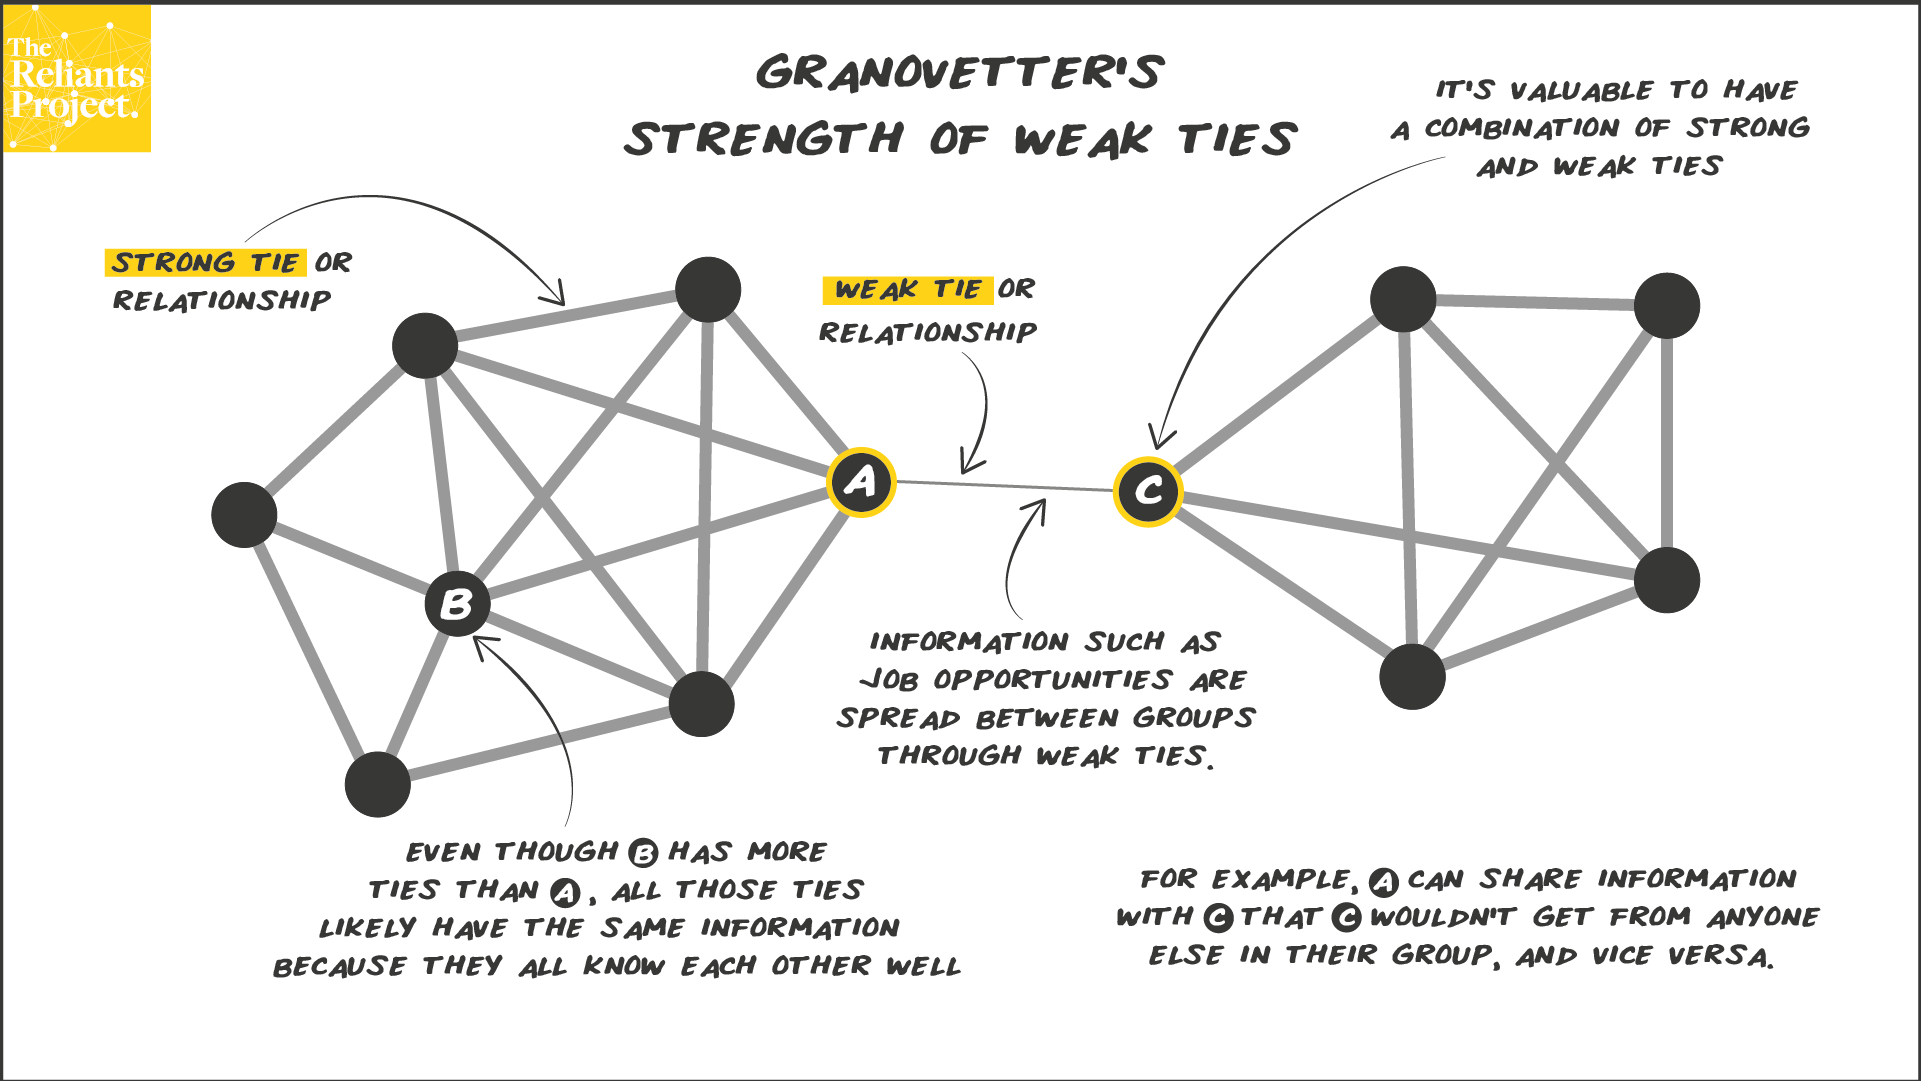 The
Reliants
Project.
GRANOVETTER'S
STRENGTH OF WEAK TIES
IT'S VALUABLE TO HAVE
A COMBINATION OF STRONG
AND WEAK TIES
STRONG TIE OR
RELATIONSHIP
WEAK TIE OR
RELATIONSHIP
A
C
B
INFORMATION SUCH AS
JOB OPPORTUNITIES ARE
SPREAD BETWEEN GROUPS
THROUGH WEAK TIES.
EVEN THOUGH B HAS MORE
TIES THAN A, ALL THOSE TIES
LIKELY HAVE THE SAME INFORMATION
BECAUSE THEY ALL KNOW EACH OTHER WELL
FOR EXAMPLE, A CAN SHARE INFORMATION
WITH C THAT C WOULDN'T GET FROM ANYONE
ELSE IN THEIR GROUP, AND VICE VERSA.